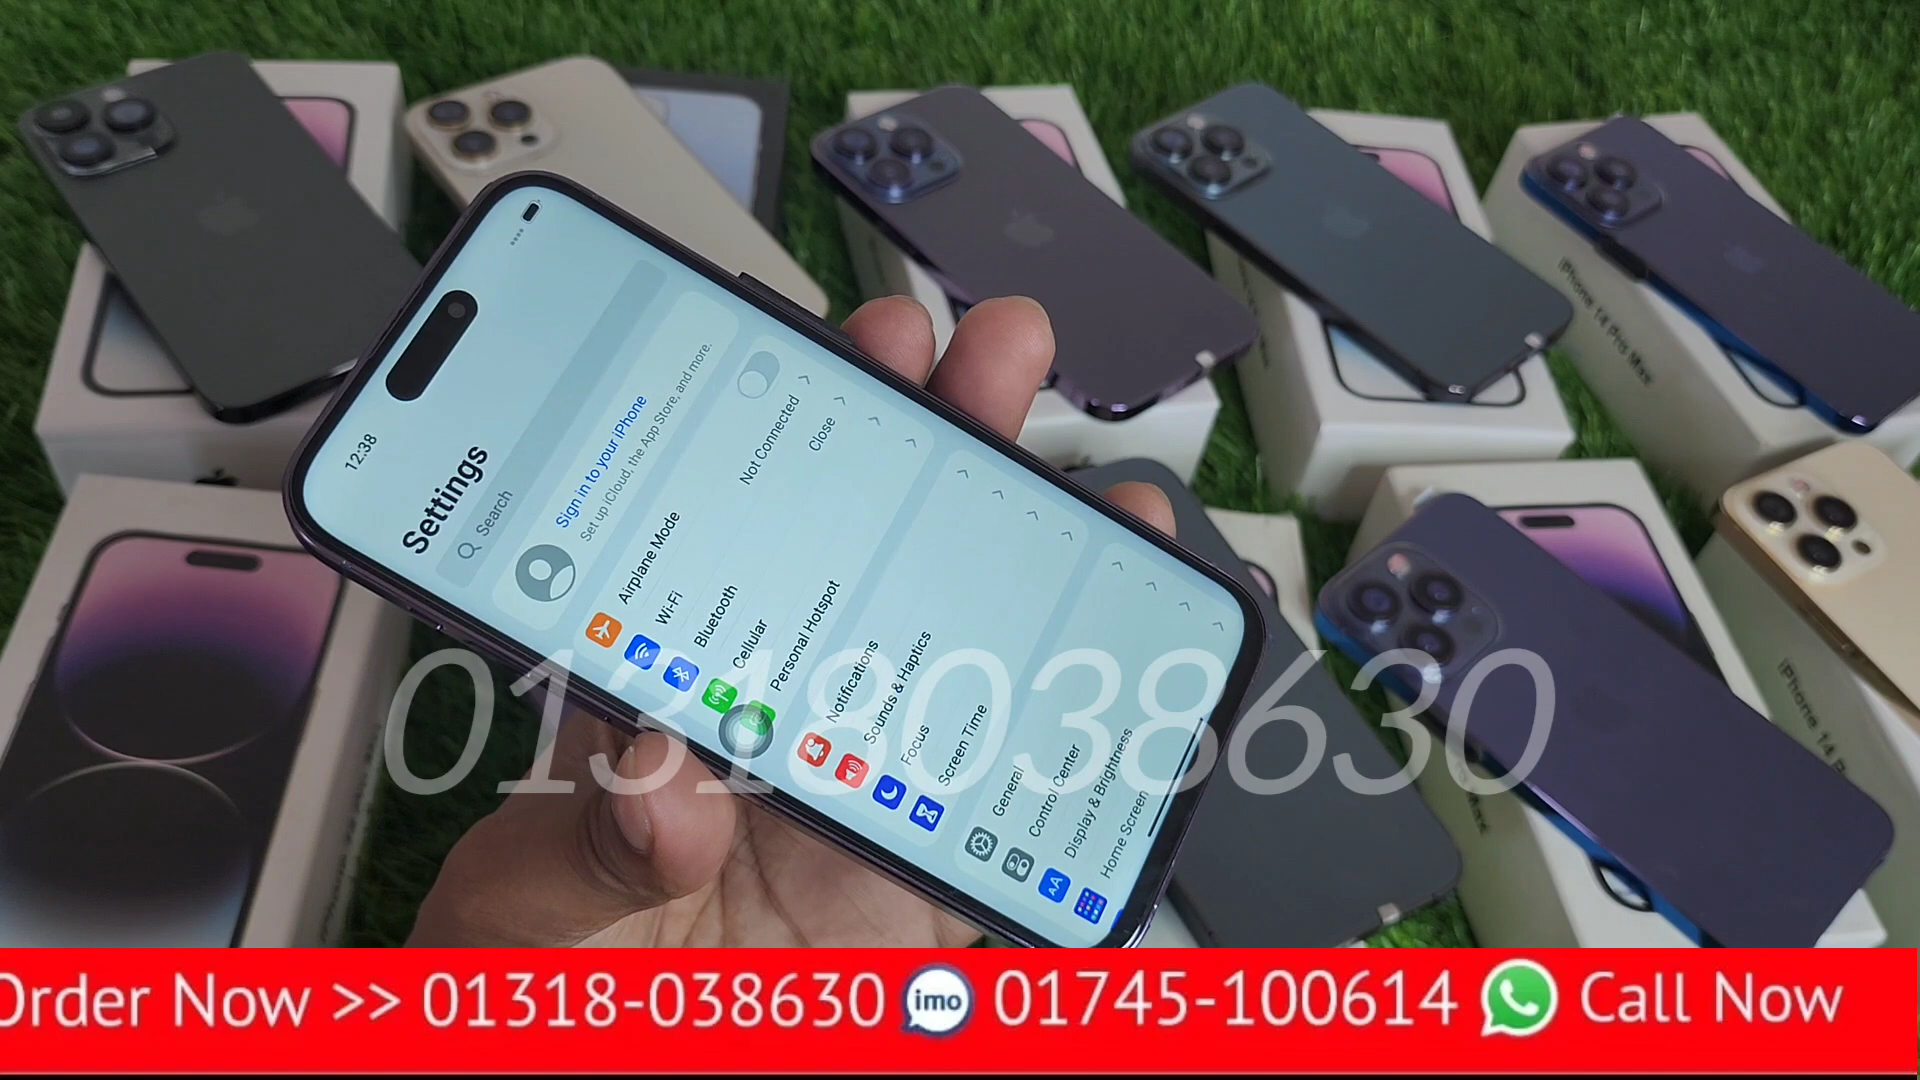 12:38
Settings
Search
Sign in to your iPhone
Set up iCloud, the App Store, and more.
Airplane Mode
Wi-Fi
Not Connected
Bluetooth
Close
Cellular
Personal Hotspot
Notifications
Sounds & Haptics
Focus
Screen Time
General
Control Center
Display & Brightness
Home Screen
iPhone 14 Pro Max
iPhone 14
01318038630
Order Now >> 01318-038630 imo 01745-100614 Call Now